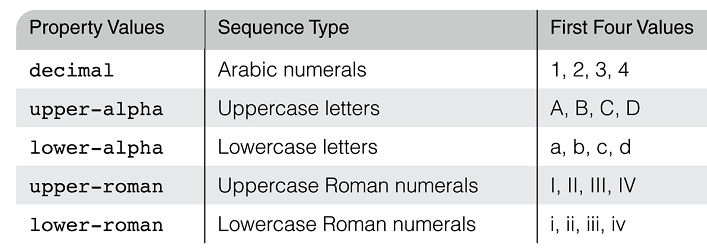 Property Values Sequence Type First Four Values
decimal Arabic numerals 1, 2, 3, 4
upper-alpha Uppercase letters A, B, C, D
lower-alpha Lowercase letters a, b, c, d
upper-roman Uppercase Roman numerals I, II, III, IV
lower-roman Lowercase Roman numerals i, ii, iii, iv